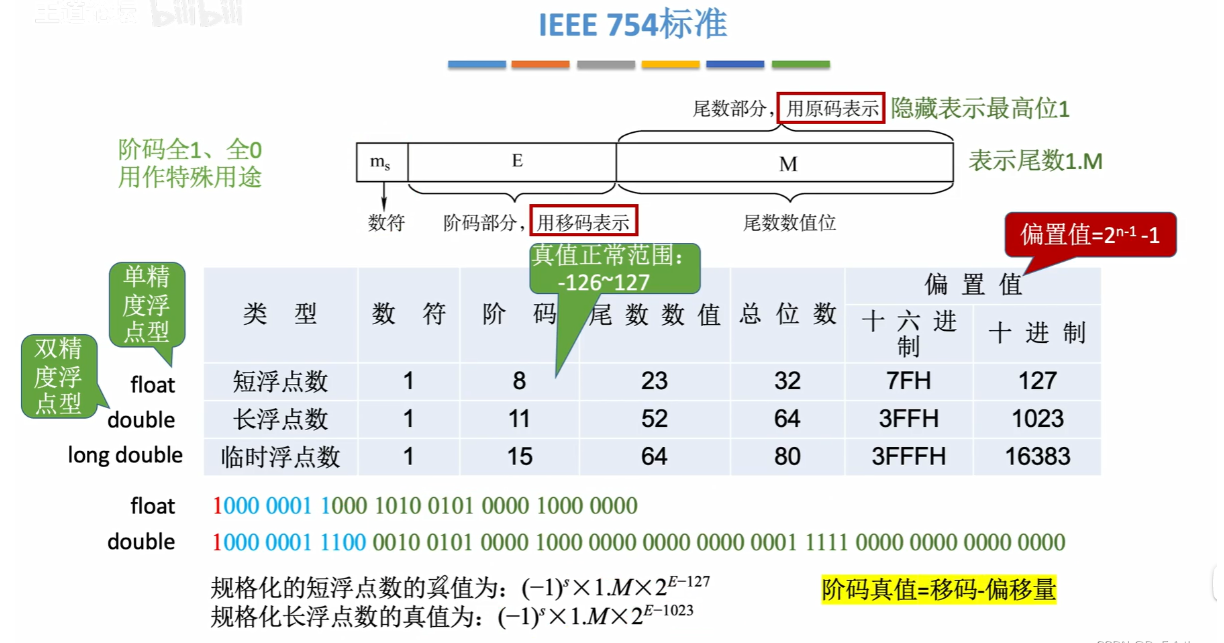 bilibili
IEEE 754标准
尾数部分，用原码表示 隐藏表示最高位1
阶码全1、全0
用作特殊用途
mₛ E M
表示尾数1.M
数符 阶码部分，用移码表示 尾数数值位
偏置值=2ⁿ⁻¹ -1
真值正常范围：
-126~127
单精
度浮
点型
双精
度浮
点型
类 型 数 符 阶 码 尾 数 数 值 总 位 数 偏 置 值
十 六 进 制 十 进 制
float 短浮点数 1 8 23 32 7FH 127
double 长浮点数 1 11 52 64 3FFH 1023
long double 临时浮点数 1 15 64 80 3FFFH 16383
float 1000 0001 1000 1010 0101 0000 1000 0000
double 1000 0001 1100 0010 0101 0000 1000 0000 0000 0000 0001 1111 0000 0000 0000 0000
规格化的短浮点数的真值为：(−1)ˢ×1.M×2ᴱ⁻¹²⁷
规格化长浮点数的真值为：(−1)ˢ×1.M×2ᴱ⁻¹⁰²³
阶码真值=移码-偏移量